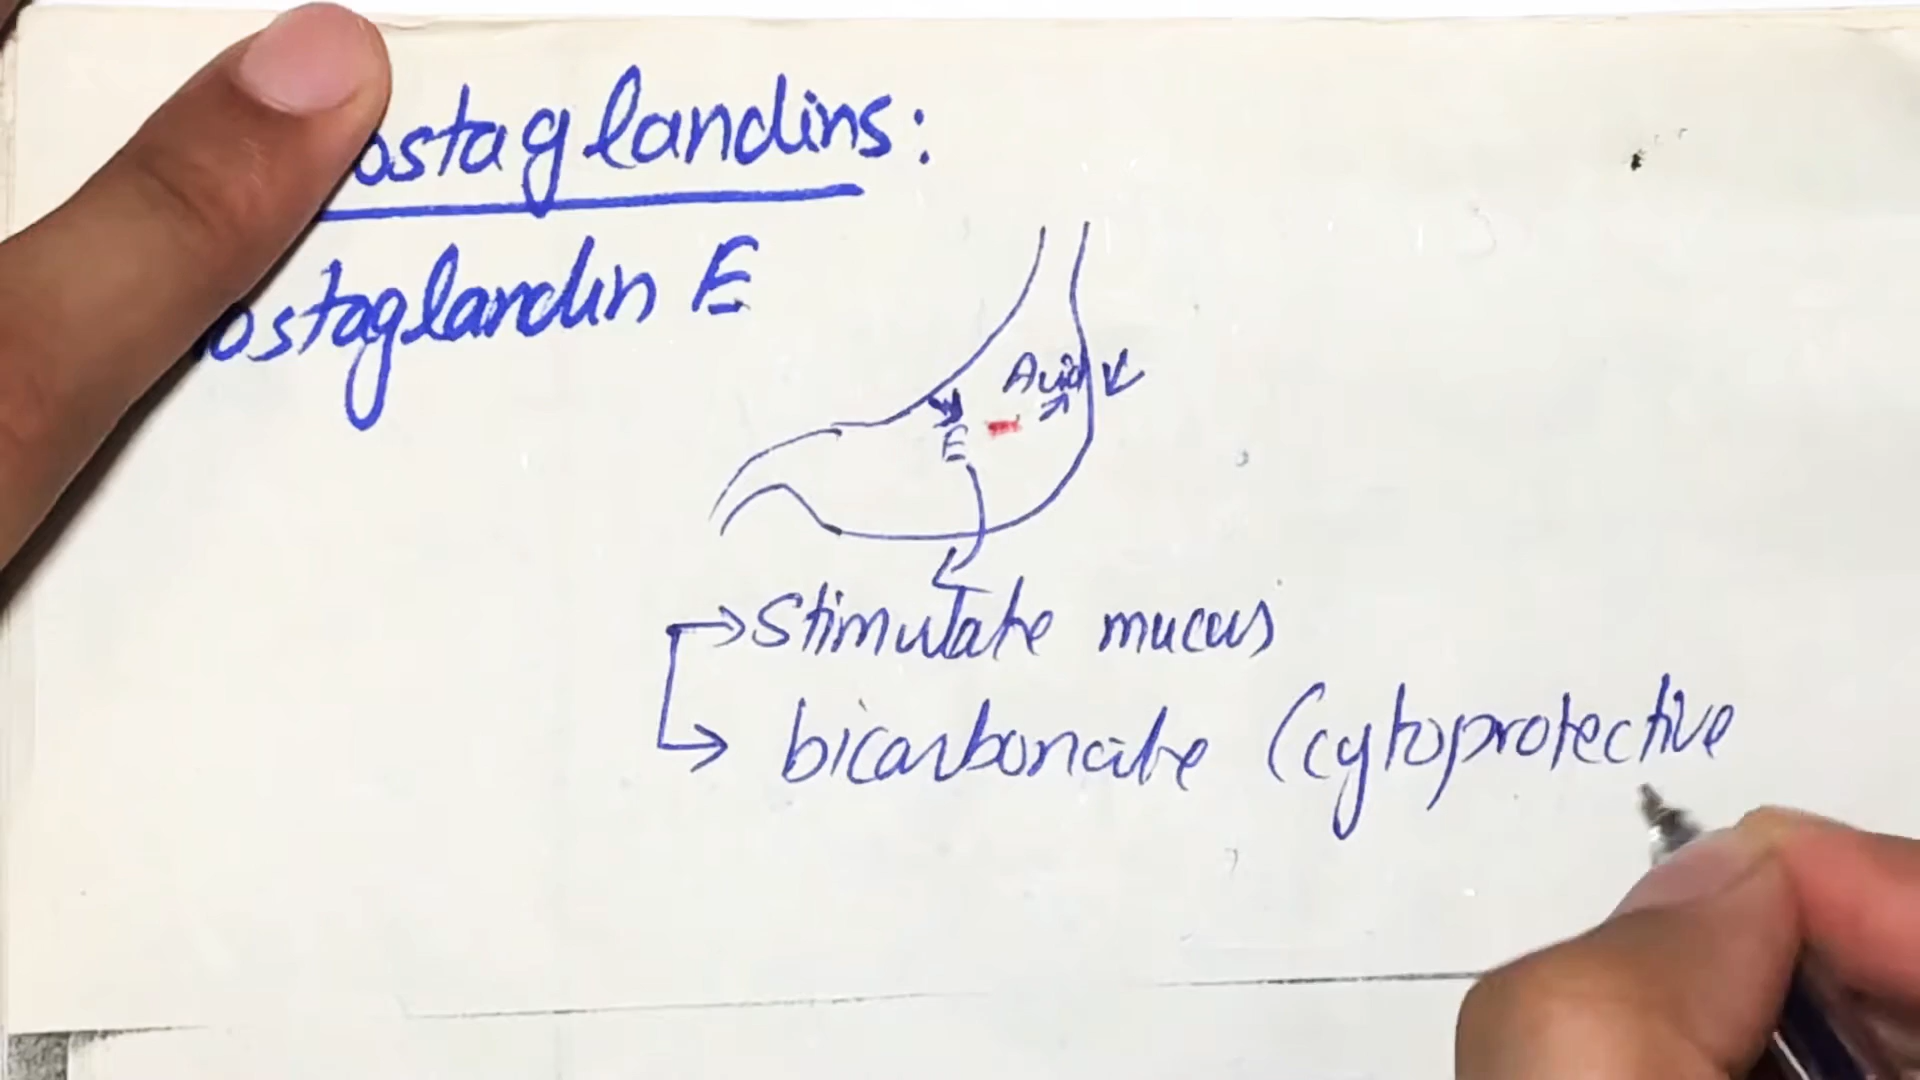 ostaglandins:
ostaglandin E
Acid ↓
E
→ Stimulate mucus
→ bicarbonate (cytoprotective